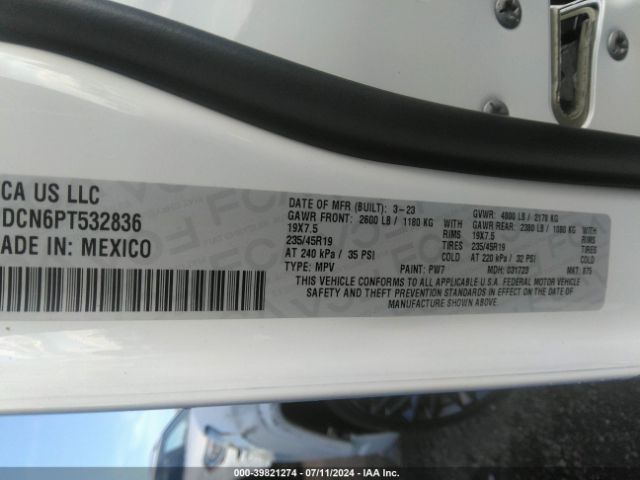 CA US LLC
DCN6PT532836
ADE IN: MEXICO
DATE OF MFR (BUILT): 3-23
GVWR: 4800 LB / 2178 KG
GAWR FRONT: 2600 LB / 1180 KG
GAWR REAR: 2380 LB / 1080 KG
19X7.5 RIMS 19X7.5 RIMS
235/45R19 TIRES 235/45R19 TIRES
AT 240 kPa / 35 PSI COLD AT 220 kPa / 32 PSI COLD
TYPE: MPV PAINT: PW7 MDH: 031723 MKT:
THIS VEHICLE CONFORMS TO ALL APPLICABLE U.S.A. FEDERAL MOTOR VEHICLE
SAFETY AND THEFT PREVENTION STANDARDS IN EFFECT ON THE DATE OF
MANUFACTURE SHOWN ABOVE.
FCA
000-39821274 / 07/11/2024 - IAA Inc.